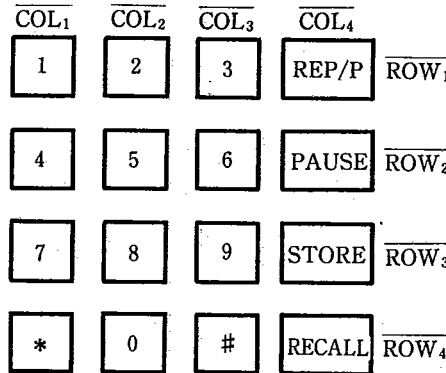 COL₁ COL₂ COL₃ COL₄
1 2 3 REP/P ROW₁
4 5 6 PAUSE ROW₂
7 8 9 STORE ROW₃
* 0 # RECALL ROW₄